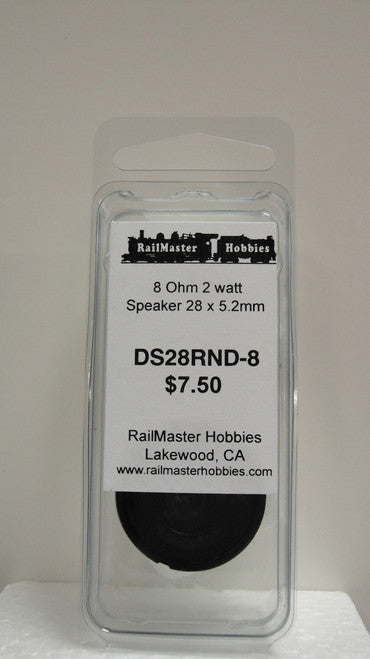 RailMaster Hobbies
8 Ohm 2 watt
Speaker 28 x 5.2mm
DS28RND-8
$7.50
RailMaster Hobbies
Lakewood, CA
www.railmasterhobbies.com